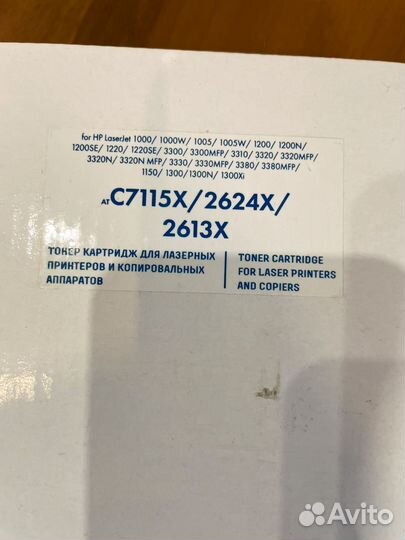 for HP LaserJet 1000/ 1000W/ 1005/ 1005W/ 1200/ 1200N/
1200SE/ 1220/ 1220SE/ 3300/ 3300MFP/ 3310/ 3320/ 3320MFP/
3320N/ 3320N MFP/ 3330/ 3330MFP/ 3380/ 3380MFP/
1150/ 1300/1300N/ 1300Xi
AT C7115X/2624X/
2613X
ТОНЕР КАРТРИДЖ ДЛЯ ЛАЗЕРНЫХ
ПРИНТЕРОВ И КОПИРОВАЛЬНЫХ
АППАРАТОВ
TONER CARTRIDGE
FOR LASER PRINTERS
AND COPIERS
Avito